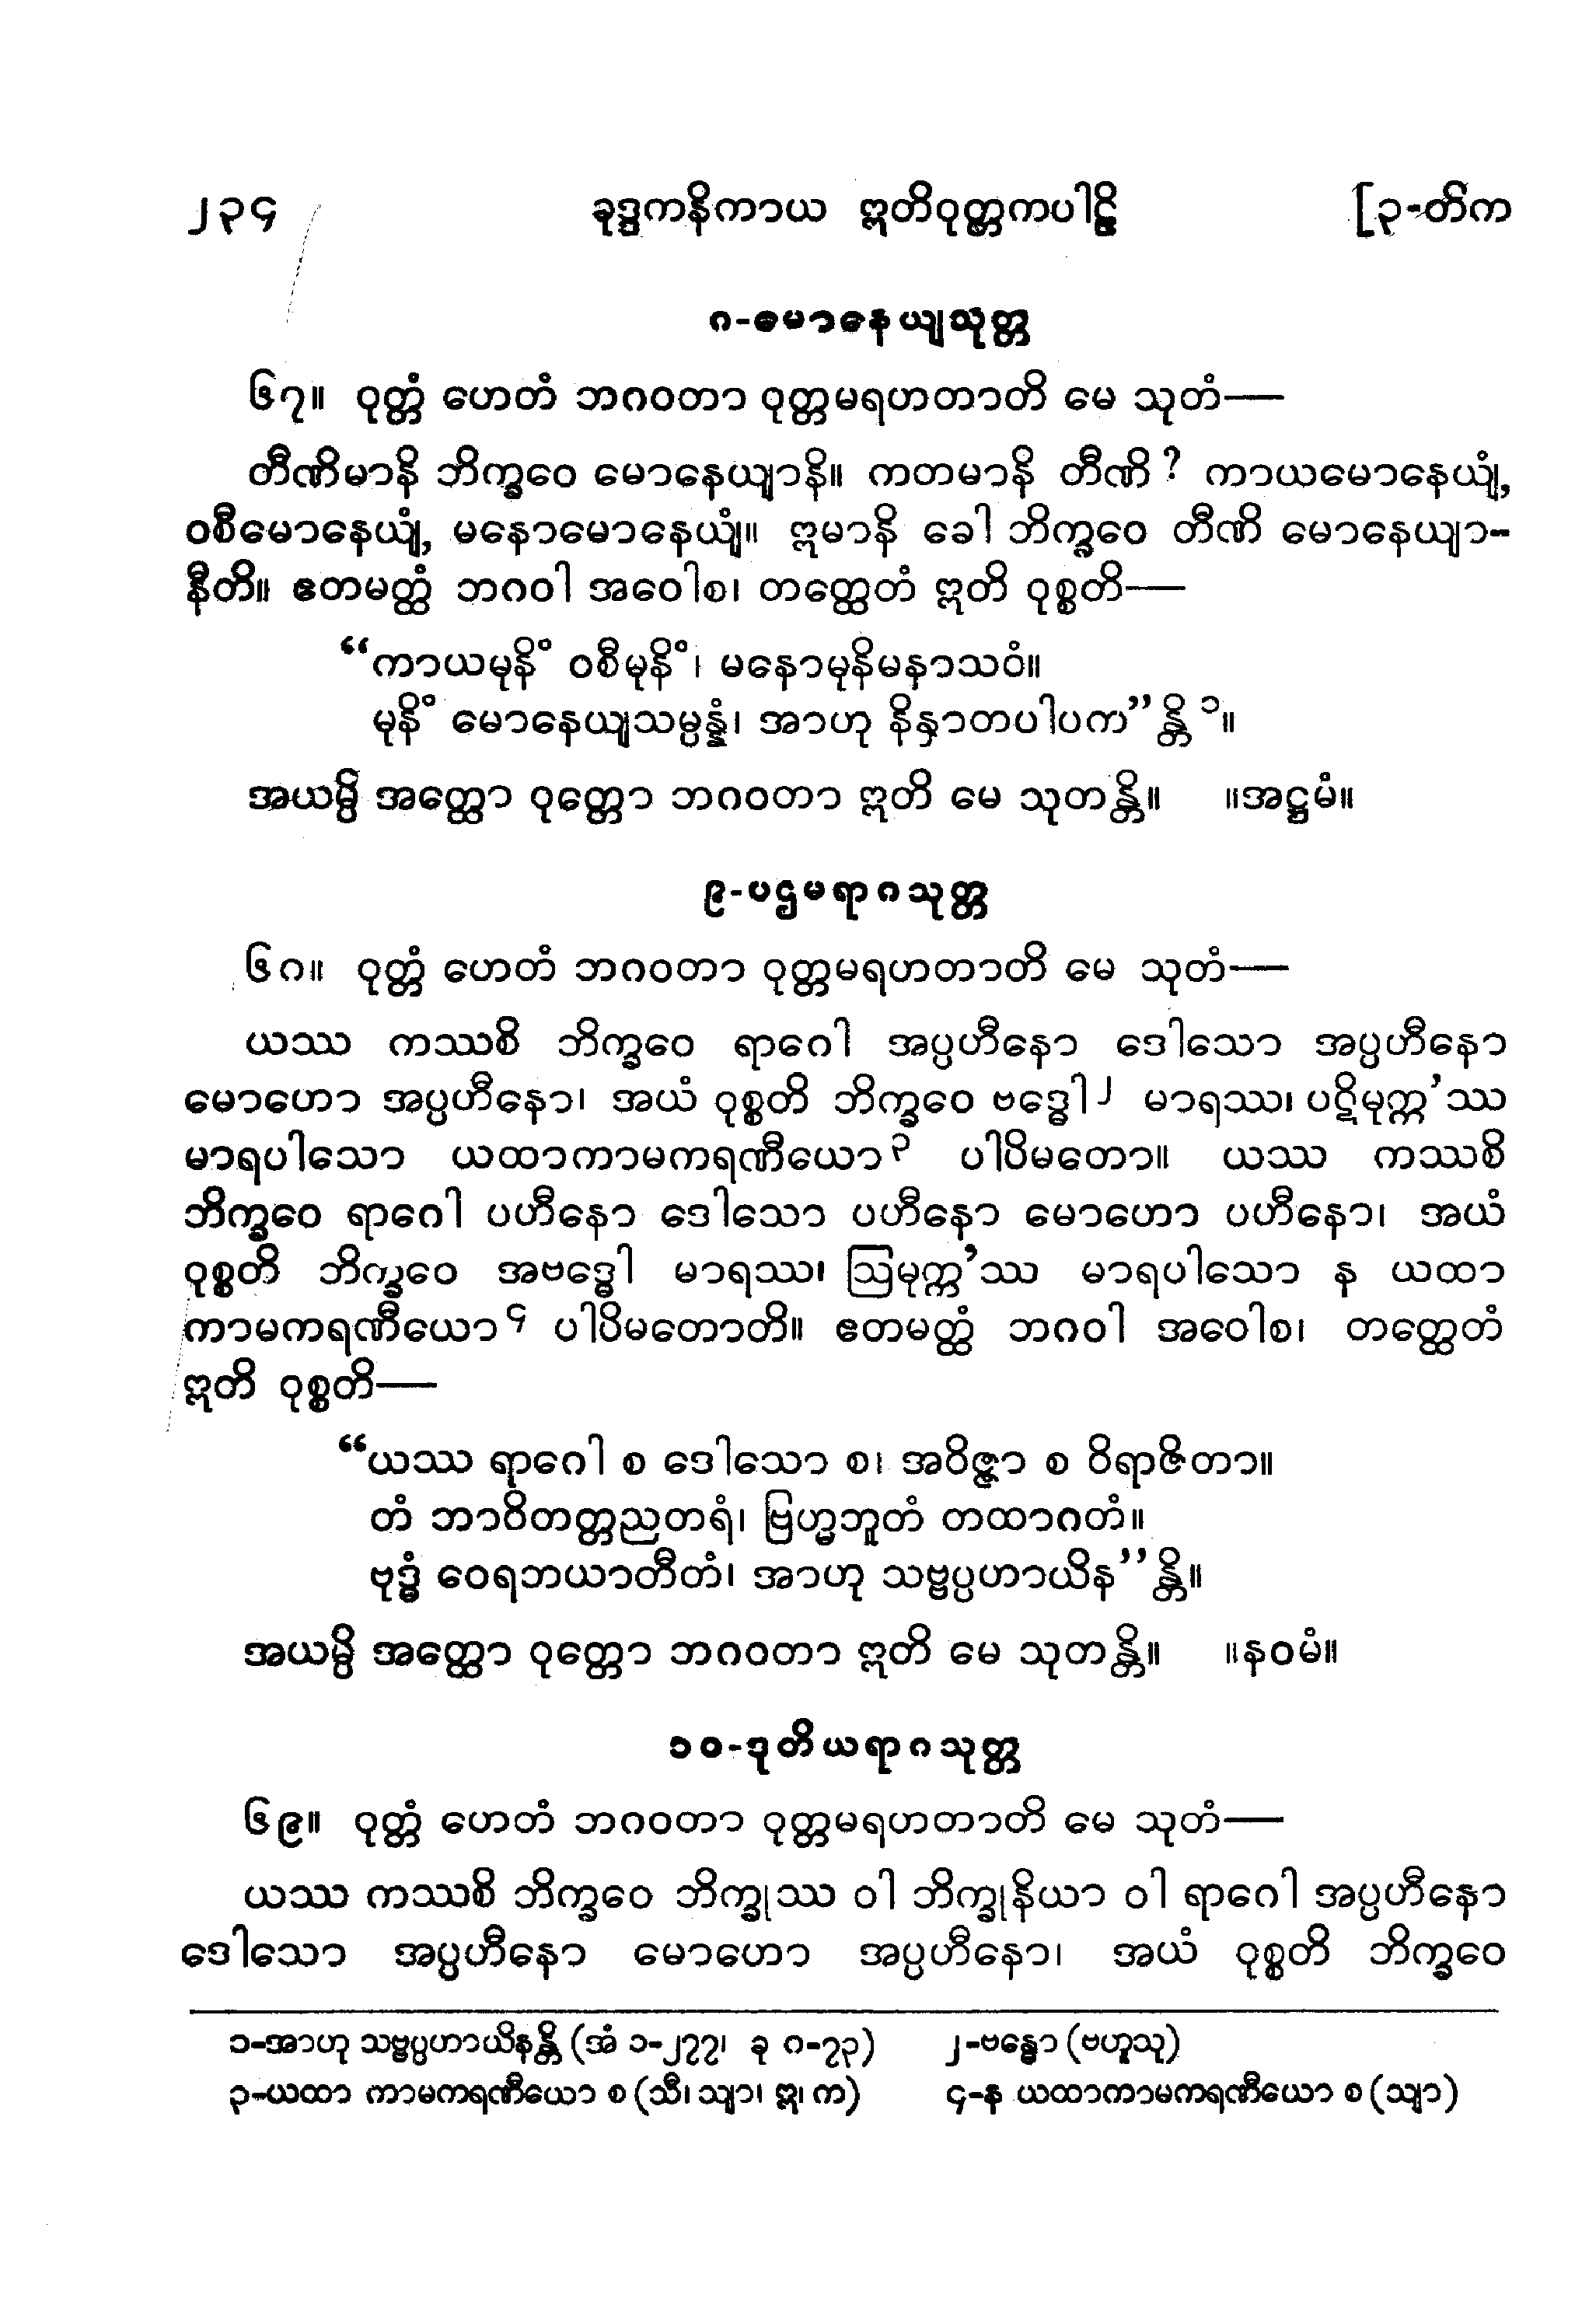 ၂၃၄ ခုဒ္ဒကနိကာယ ဣတိဝုတ္တကပါဠိ [၃-တိက
၈-မောနေယျသုတ္တ
၆၇။ ဝုတ္တံ ဟေတံ ဘဂဝတာ ဝုတ္တမရဟတာတိ မေ သုတံ—
တီဏိမာနိ ဘိက္ခဝေ မောနေယျာနိ။ ကတမာနိ တီဏိ? ကာယမောနေယျံ,
ဝစီမောနေယျံ, မနောမောနေယျံ။ ဣမာနိ ခေါ ဘိက္ခဝေ တီဏိ မောနေယျာ-
နီတိ။ ဧတမတ္ထံ ဘဂဝါ အဝေါစ၊ တတ္ထေတံ ဣတိ ဝုစ္စတိ—
“ကာယမုနိံ ဝစီမုနိံ၊ မနောမုနိမနာသဝံ။
မုနိံ မောနေယျသမ္ပန္နံ၊ အာဟု နိန္ှာတပါပက”န္တိ ၁။
အယမ္ပိ အတ္ထော ဝုတ္တော ဘဂဝတာ ဣတိ မေ သုတန္တိ။ ။အဋ္ဌမံ။
၉-ပဌမရာဂသုတ္တ
၆၈။ ဝုတ္တံ ဟေတံ ဘဂဝတာ ဝုတ္တမရဟတာတိ မေ သုတံ—
ယဿ ကဿစိ ဘိက္ခဝေ ရာဂေါ အပ္ပဟီနော ဒေါသော အပ္ပဟီနော
မောဟော အပ္ပဟီနော၊ အယံ ဝုစ္စတိ ဘိက္ခဝေ ဗဒ္ဓေါ၂ မာရဿ၊ ပဋိမုက္က’ဿ
မာရပါသော ယထာကာမကရဏီယော၃ ပါပိမတော။ ယဿ ကဿစိ
ဘိက္ခဝေ ရာဂေါ ပဟီနော ဒေါသော ပဟီနော မောဟော ပဟီနော၊ အယံ
ဝုစ္စတိ ဘိက္ခဝေ အဗဒ္ဓေါ မာရဿ၊ ဩမုက္က’ဿ မာရပါသော န ယထာ
ကာမကရဏီယော၄ ပါပိမတောတိ။ ဧတမတ္ထံ ဘဂဝါ အဝေါစ၊ တတ္ထေတံ
ဣတိ ဝုစ္စတိ—
“ယဿ ရာဂေါ စ ဒေါသော စ၊ အဝိဇ္ဇာ စ ဝိရာဇိတာ။
တံ ဘာဝိတတ္တညတရံ၊ ဗြဟ္မဘူတံ တထာဂတံ။
ဗုဒ္ဓံ ဝေရဘယာတီတံ၊ အာဟု သဗ္ဗပ္ပဟာယိန”န္တိ။
အယမ္ပိ အတ္ထော ဝုတ္တော ဘဂဝတာ ဣတိ မေ သုတန္တိ။ ။နဝမံ။
၁၀-ဒုတိယရာဂသုတ္တ
၆၉။ ဝုတ္တံ ဟေတံ ဘဂဝတာ ဝုတ္တမရဟတာတိ မေ သုတံ—
ယဿ ကဿစိ ဘိက္ခဝေ ဘိက္ခုဿ ဝါ ဘိက္ခုနိယာ ဝါ ရာဂေါ အပ္ပဟီနော
ဒေါသော အပ္ပဟီနော မောဟော အပ္ပဟီနော၊ အယံ ဝုစ္စတိ ဘိက္ခဝေ
၁-အာဟု သဗ္ဗပ္ပဟာယိနန္တိ (အံ ၁-၂၇၇၊ ခု ၈-၇၃) ၂-ဗန္ဓော (ဗဟူသု)
၃-ယထာ ကာမကရဏီယော စ (သီ၊ သျာ၊ ဣ၊ က) ၄-န ယထာကာမကရဏီယော စ (သျာ)